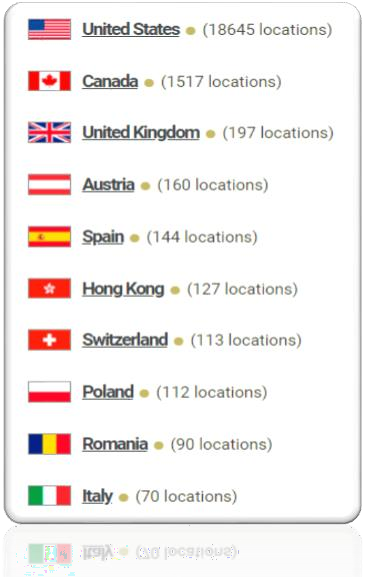 United States • (18645 locations)
Canada • (1517 locations)
United Kingdom • (197 locations)
Austria • (160 locations)
Spain • (144 locations)
Hong Kong • (127 locations)
Switzerland • (113 locations)
Poland • (112 locations)
Romania • (90 locations)
Italy • (70 locations)